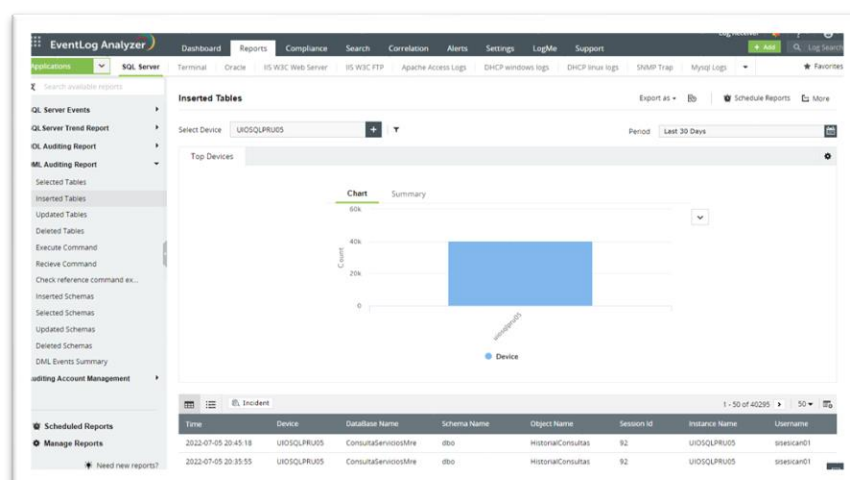 EventLog Analyzer
Dashboard Reports Compliance Search Correlation Alerts Settings LogMe Support
+ Add Log Search
Applications SQL Server Terminal Oracle IIS W3C Web Server IIS W3C FTP Apache Access Logs DHCP windows logs DHCP linux logs SNMP Trap Mysql Logs Favorites
Search available reports
QL Server Events
QL Server Trend Report
DL Auditing Report
ML Auditing Report
Selected Tables
Inserted Tables
Updated Tables
Deleted Tables
Execute Command
Recieve Command
Check reference command ex...
Inserted Schemas
Selected Schemas
Updated Schemas
Deleted Schemas
DML Events Summary
uditing Account Management
Scheduled Reports
Manage Reports
Need new reports?
Inserted Tables
Export as Schedule Reports More
Select Device UIOSQLPRU05 + Period Last 30 Days
Top Devices
Chart Summary
60k
40k
20k
0
Count
uiosqlpru05
Device
Incident 1 - 50 of 40295 50
Time Device DataBase Name Schema Name Object Name Session Id Instance Name Username
2022-07-05 20:45:18 UIOSQLPRU05 ConsultaServiciosMre dbo HistorialConsultas 92 UIOSQLPRU05 sisesican01
2022-07-05 20:35:55 UIOSQLPRU05 ConsultaServiciosMre dbo HistorialConsultas 92 UIOSQLPRU05 sisesican01